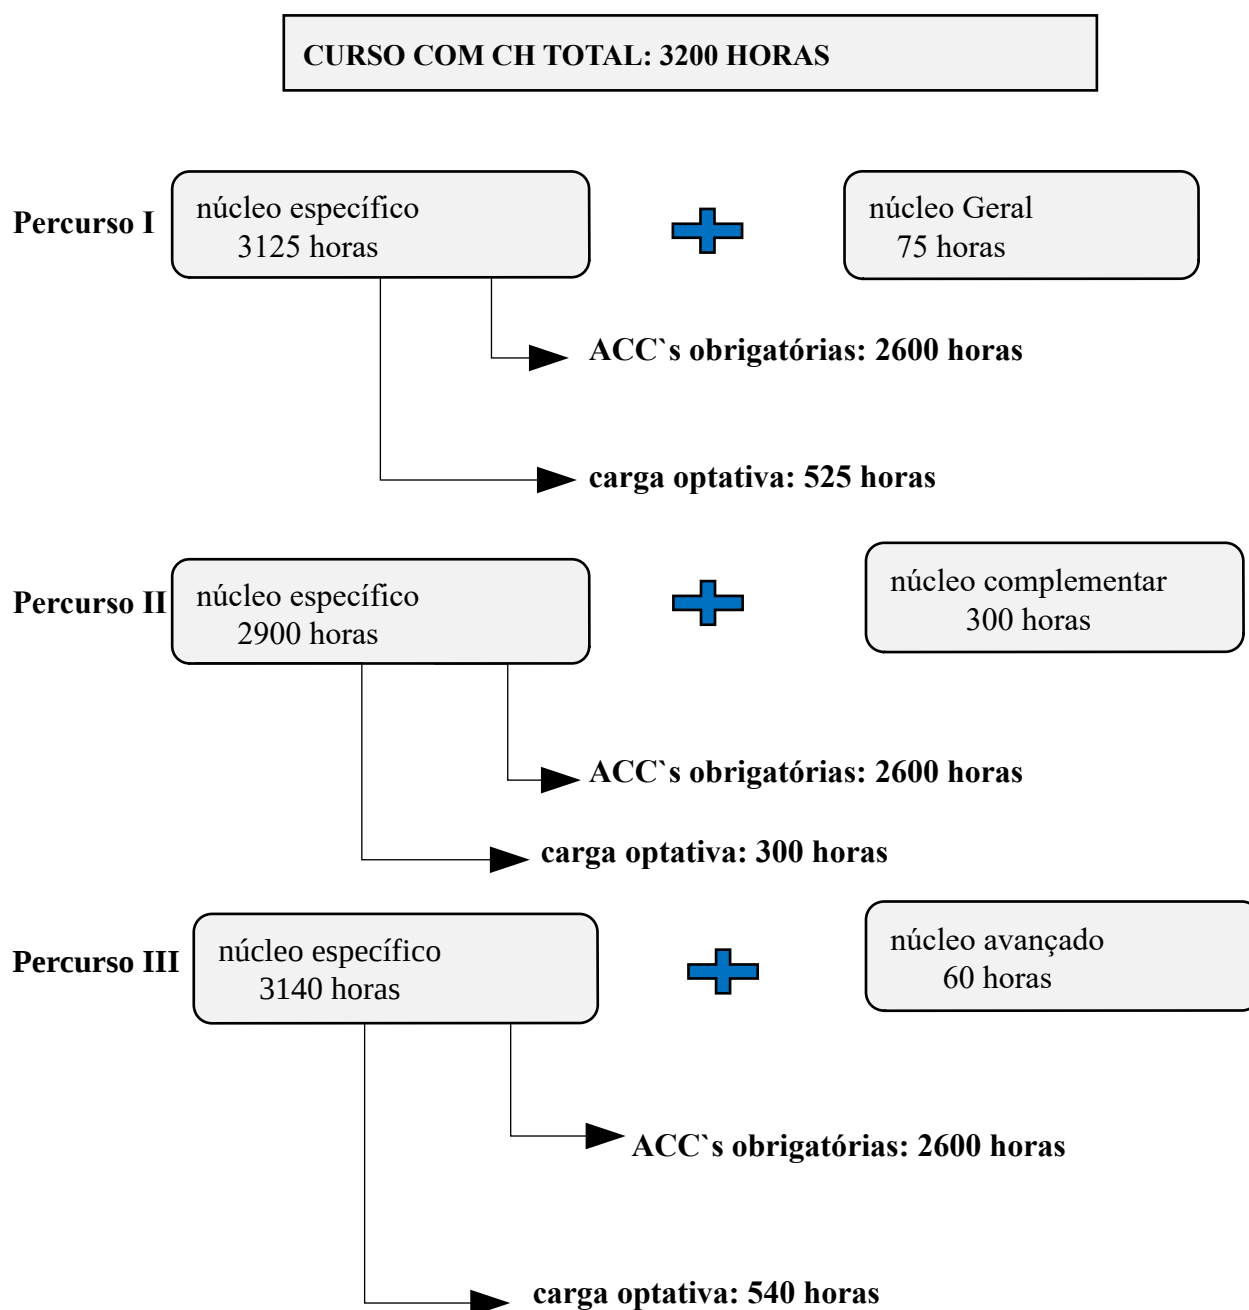 CURSO COM CH TOTAL: 3200 HORAS
Percurso I
núcleo específico
3125 horas
núcleo Geral
75 horas
ACC`s obrigatórias: 2600 horas
carga optativa: 525 horas
Percurso II
núcleo específico
2900 horas
núcleo complementar
300 horas
ACC`s obrigatórias: 2600 horas
carga optativa: 300 horas
Percurso III
núcleo específico
3140 horas
núcleo avançado
60 horas
ACC`s obrigatórias: 2600 horas
carga optativa: 540 horas